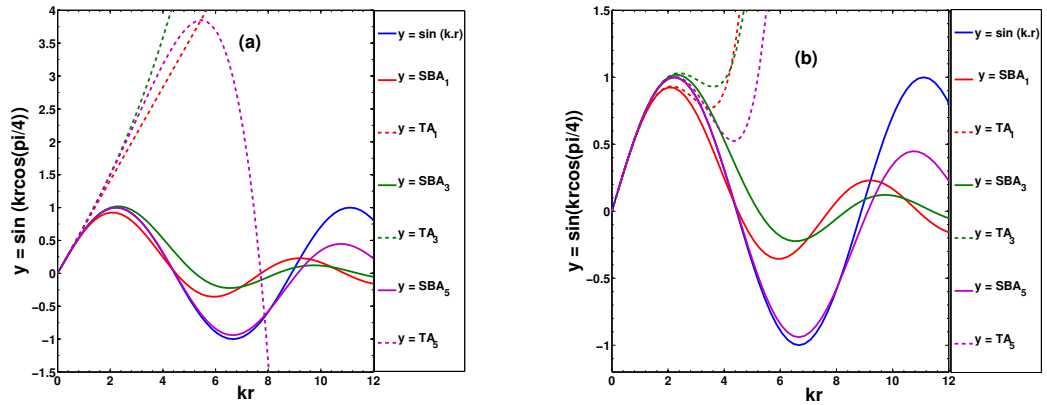 (a)
y = sin (krcos(pi/4))
4
3.5
3
2.5
2
1.5
1
0.5
0
−0.5
−1
−1.5
0 2 4 6 8 10 12
kr
y = sin (k.r)
y = SBA1
y = TA1
y = SBA3
y = TA3
y = SBA5
y = TA5
(b)
y = sin(krcos(pi/4))
1.5
1
0.5
0
−0.5
−1
0 2 4 6 8 10 12
kr
y = sin (k.r)
y = SBA1
y = TA1
y = SBA3
y = TA3
y = SBA5
y = TA5